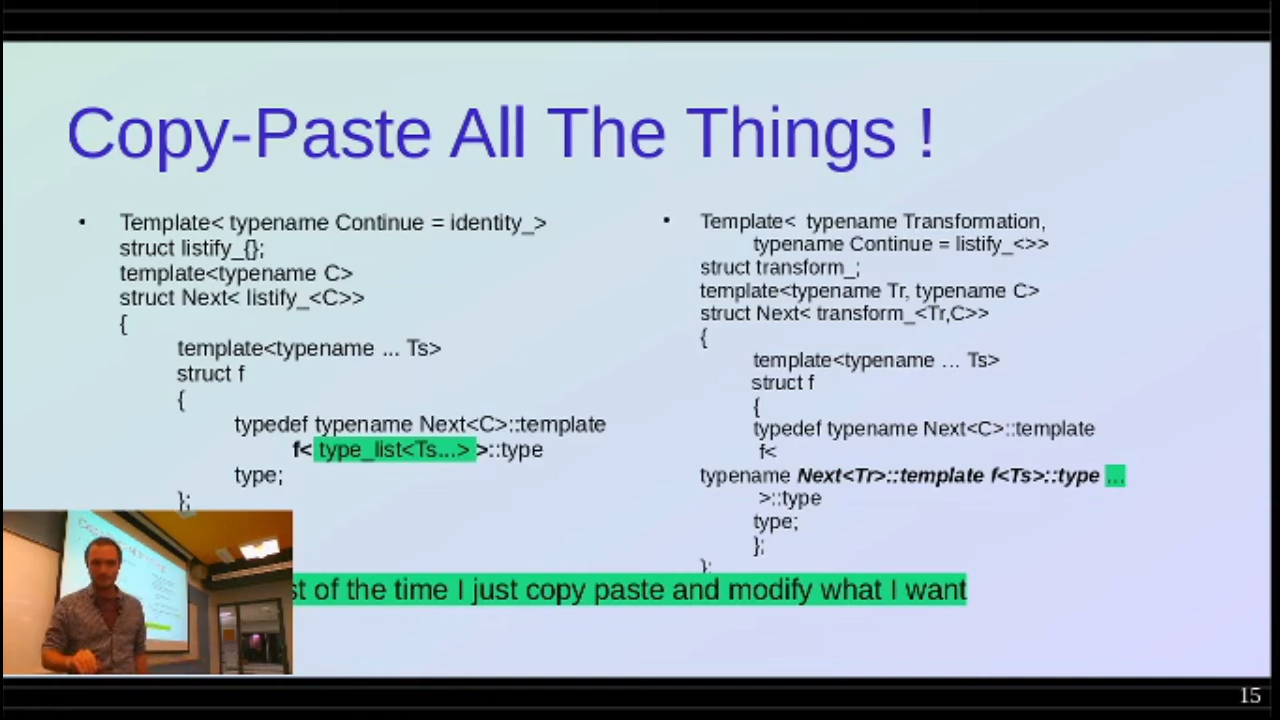 Copy-Paste All The Things !
• Template< typename Continue = identity_>
struct listify_{};
template<typename C>
struct Next< listify_<C>>
{
template<typename ... Ts>
struct f
{
typedef typename Next<C>::template
f< type_list<Ts...> >::type
type;
};
• Template< typename Transformation,
typename Continue = listify_<>>
struct transform_;
template<typename Tr, typename C>
struct Next< transform_<Tr,C>>
{
template<typename ... Ts>
struct f
{
typedef typename Next<C>::template
f<
typename Next<Tr>::template f<Ts>::type ...
>::type
type;
};
};
of the time I just copy paste and modify what I want
15